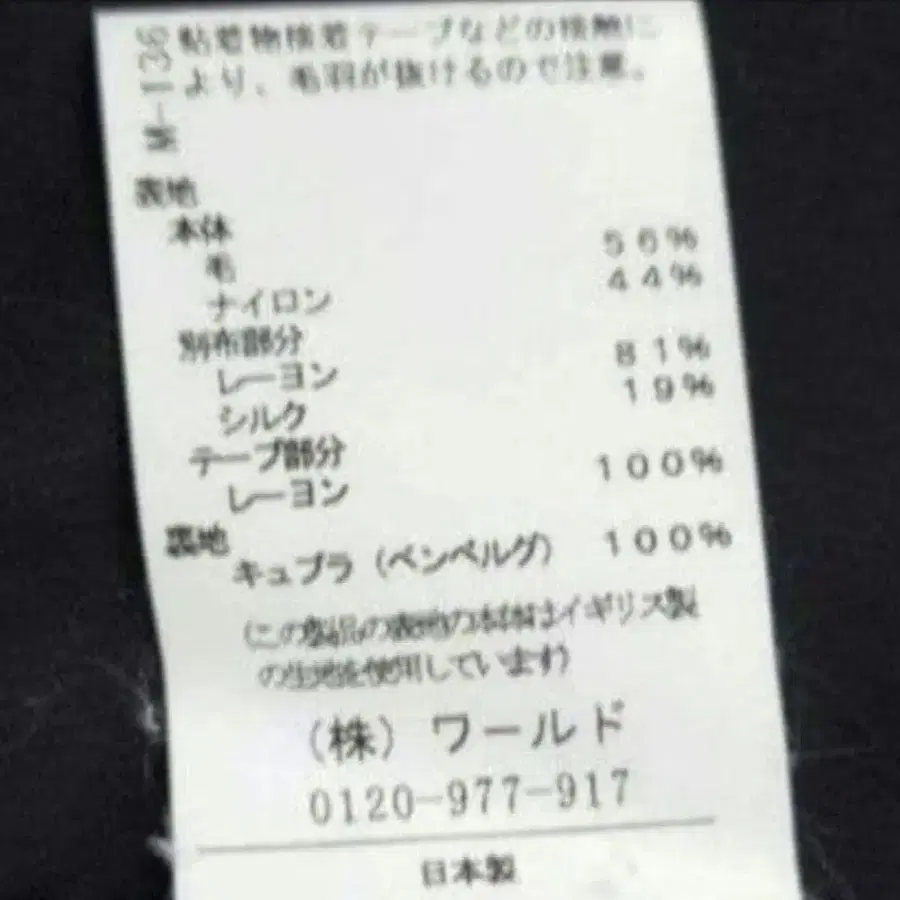 M-136
粘着物接着テープなどの接触に
より、毛羽が抜けるので注意。
表地
本体
毛 56%
ナイロン 44%
別布部分
レーヨン 81%
シルク 19%
テープ部分
レーヨン 100%
裏地
キュプラ (ベンベルグ) 100%
(この製品の表地の本体はイギリス製
の生地を使用しています)
(株) ワールド
0120-977-917
日本製